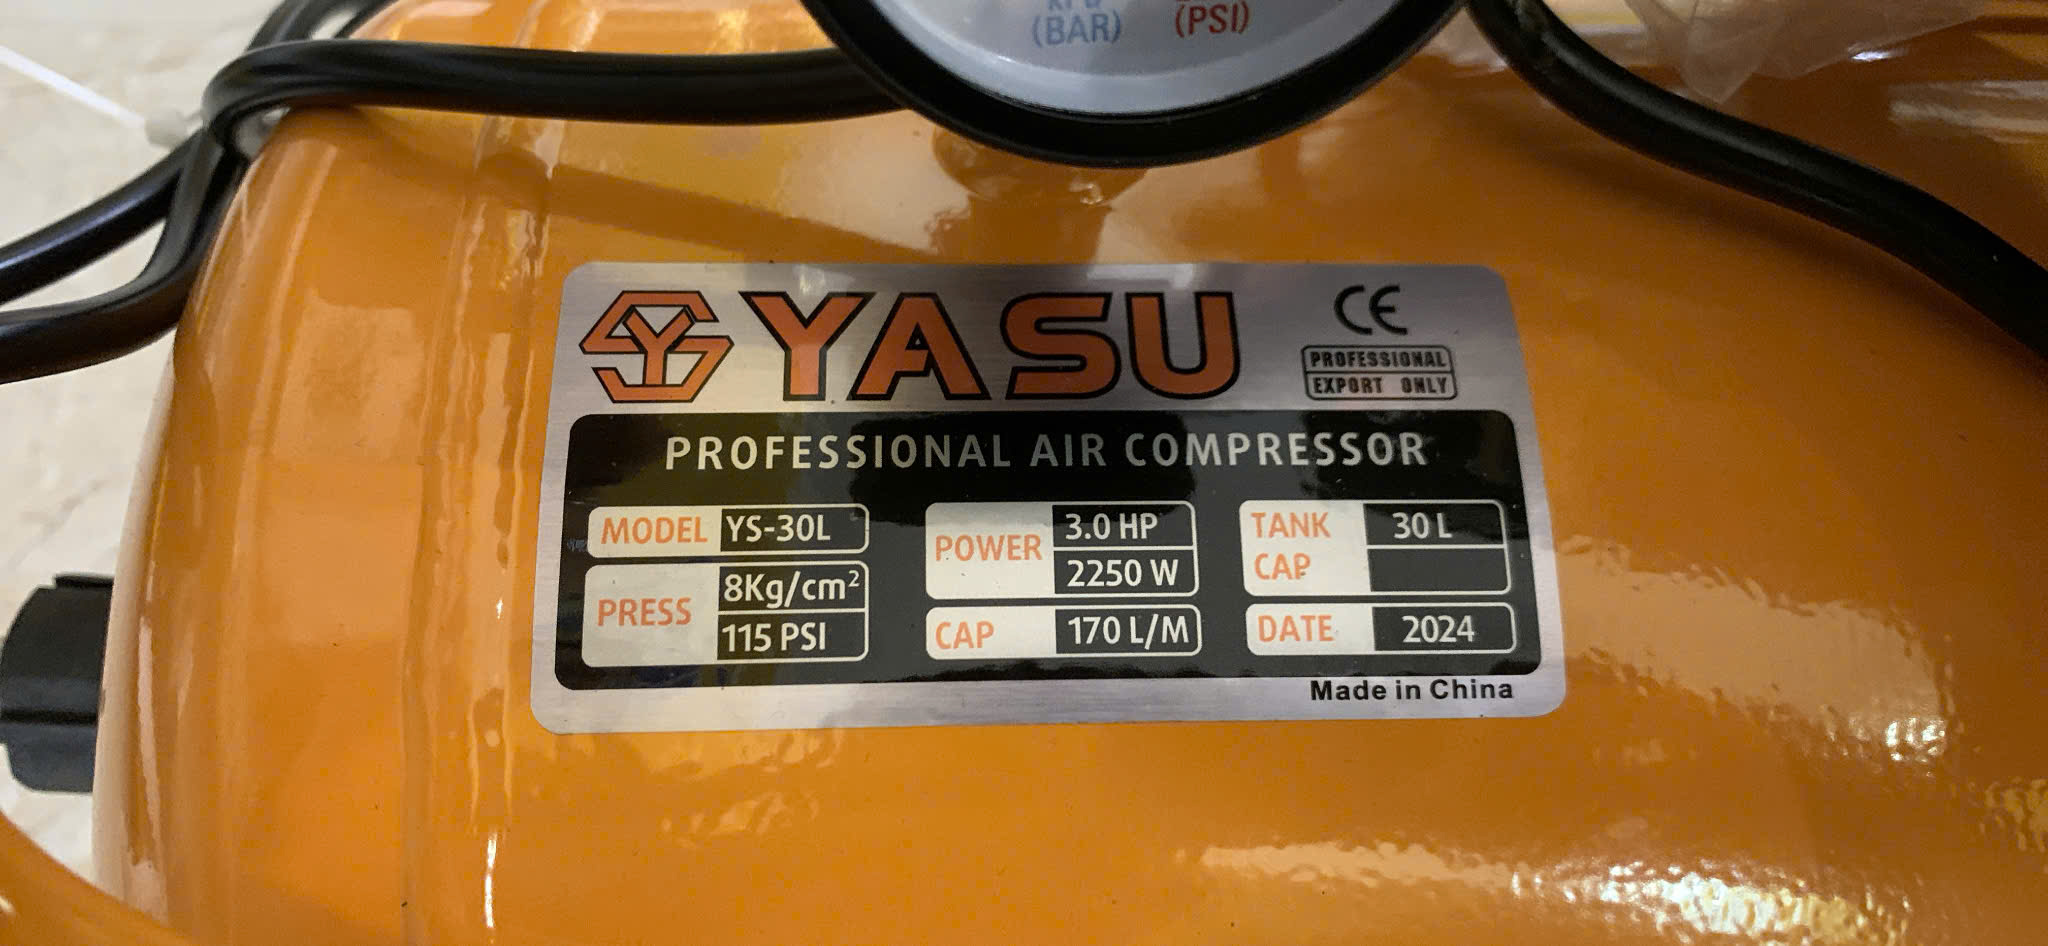 (BAR) (PSI)
YASU
CE
PROFESSIONAL
EXPORT ONLY
PROFESSIONAL AIR COMPRESSOR
MODEL YS-30L
PRESS 8Kg/cm²
115 PSI
POWER 3.0 HP
2250 W
CAP 170 L/M
TANK CAP 30 L
DATE 2024
Made in China